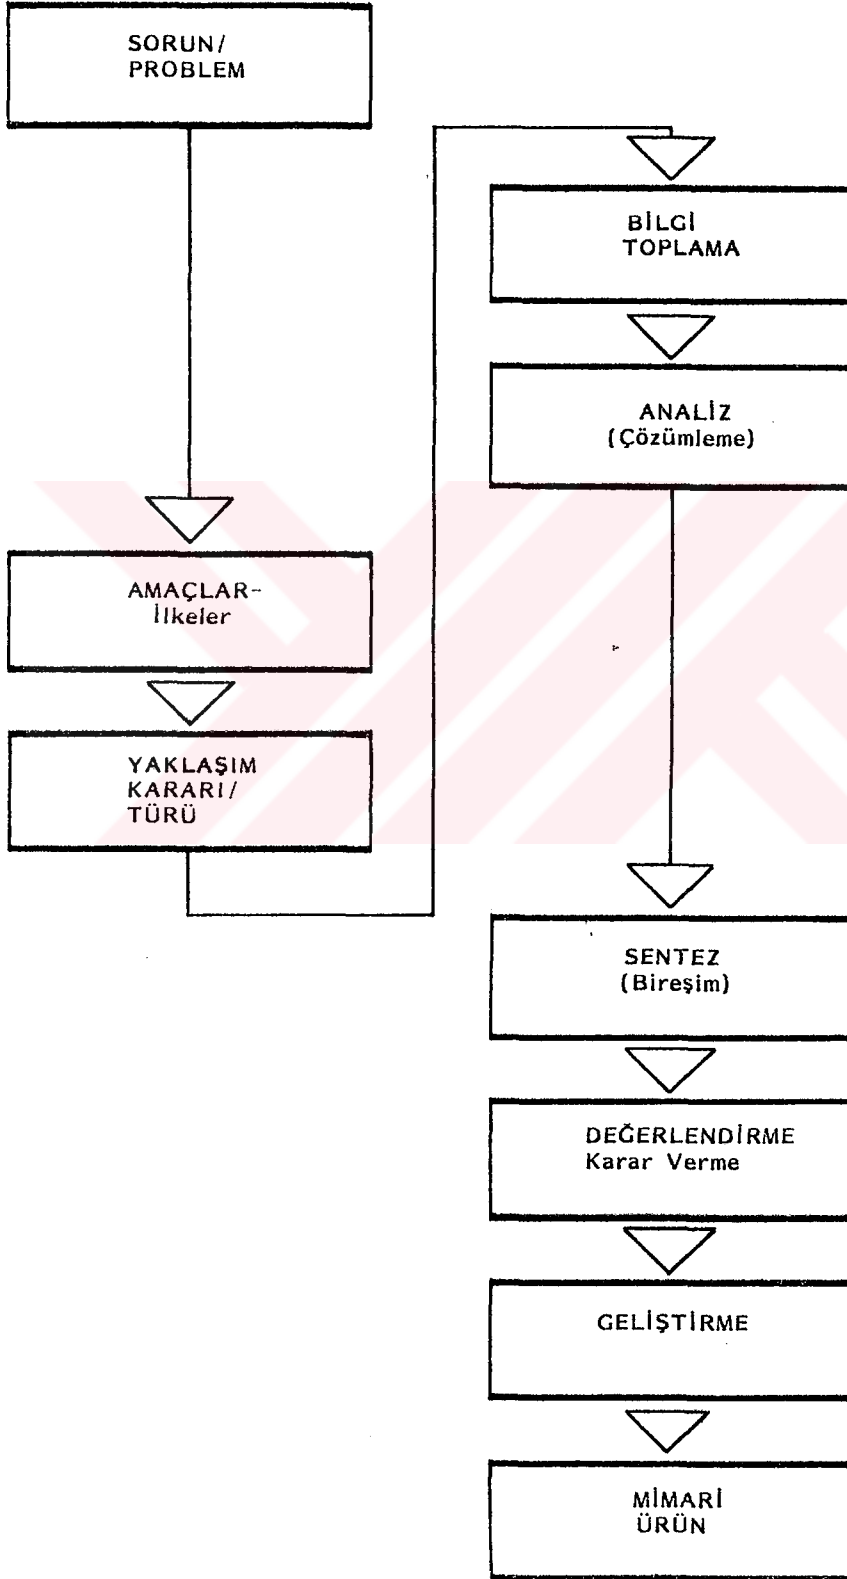 SORUN/
PROBLEM
AMAÇLAR-
İlkeler
YAKLAŞIM
KARARI/
TÜRÜ
BİLGİ
TOPLAMA
ANALİZ
(Çözümleme)
SENTEZ
(Bireşim)
DEĞERLENDİRME
Karar Verme
GELİŞTİRME
MİMARİ
ÜRÜN